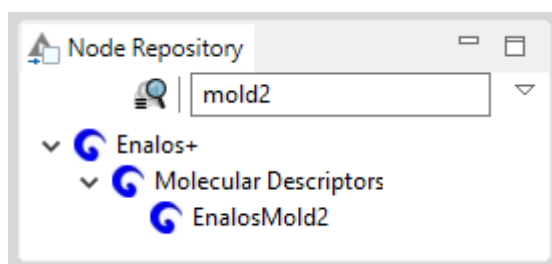 Node Repository
mold2
Enalos+
Molecular Descriptors
EnalosMold2